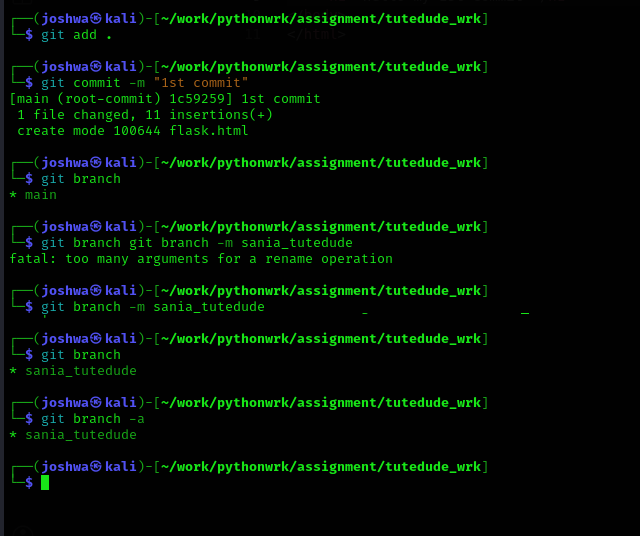 ┌──(joshwa㉿kali)-[~/work/pythonwrk/assignment/tutedude_wrk]
└─$ git add .
┌──(joshwa㉿kali)-[~/work/pythonwrk/assignment/tutedude_wrk]
└─$ git commit -m "1st commit"
[main (root-commit) 1c59259] 1st commit
 1 file changed, 11 insertions(+)
 create mode 100644 flask.html
┌──(joshwa㉿kali)-[~/work/pythonwrk/assignment/tutedude_wrk]
└─$ git branch
* main
┌──(joshwa㉿kali)-[~/work/pythonwrk/assignment/tutedude_wrk]
└─$ git branch git branch -m sania_tutedude
fatal: too many arguments for a rename operation
┌──(joshwa㉿kali)-[~/work/pythonwrk/assignment/tutedude_wrk]
└─$ git branch -m sania_tutedude
┌──(joshwa㉿kali)-[~/work/pythonwrk/assignment/tutedude_wrk]
└─$ git branch
* sania_tutedude
┌──(joshwa㉿kali)-[~/work/pythonwrk/assignment/tutedude_wrk]
└─$ git branch -a
* sania_tutedude
┌──(joshwa㉿kali)-[~/work/pythonwrk/assignment/tutedude_wrk]
└─$